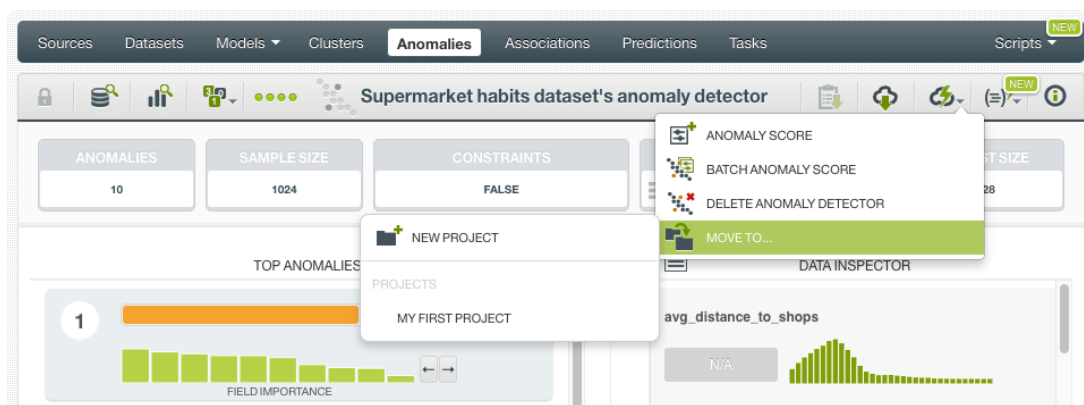 NEW
Sources Datasets Models Clusters Anomalies Associations Predictions Tasks Scripts
NEW
Supermarket habits dataset's anomaly detector
ANOMALIES SAMPLE SIZE CONSTRAINTS T SIZE
10 1024 FALSE 28
ANOMALY SCORE
BATCH ANOMALY SCORE
DELETE ANOMALY DETECTOR
MOVE TO...
NEW PROJECT
PROJECTS
MY FIRST PROJECT
TOP ANOMALIES
DATA INSPECTOR
1
FIELD IMPORTANCE
avg_distance_to_shops
N/A